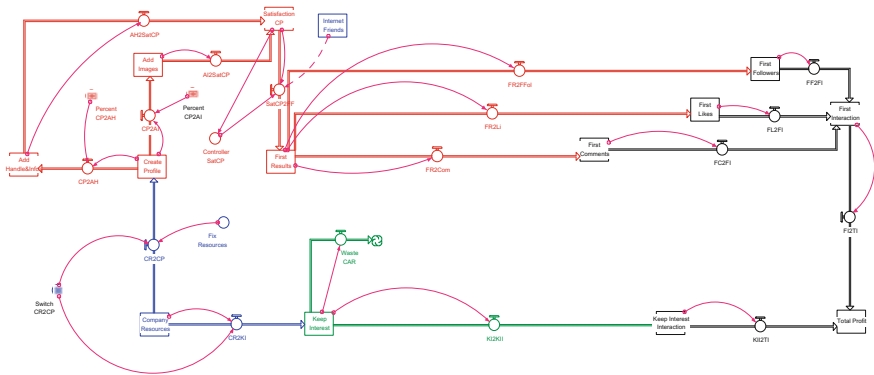 Satisfaction
CP
Internet
Friends
AH2SatCP
Add
Images
AI2SatCP
First
Followers
FF2FI
FR2FFol
SatCP2FF
Percent
CP2AH
Percent
CP2AI
CP2AI
First
Likes
FL2FI
First
Interaction
FR2Li
Controller
SatCP
First
Results
First
Comments
FC2FI
FR2Com
Add
Handle&Info
CP2AH
Create
Profile
Fix
Resources
CR2CP
FI2TI
Waste
CAR
Switch
CR2CP
Company
Resources
CR2KI
Keep
Interest
KI2KII
Keep Interest
Interaction
KII2TI
Total Profit